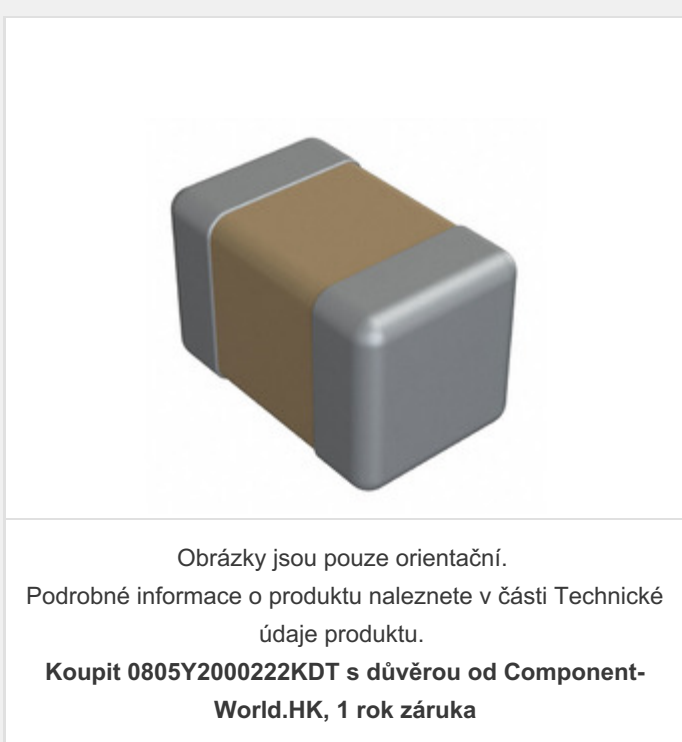 Obrázky jsou pouze orientační.
Podrobné informace o produktu naleznete v části Technické
údaje produktu.
Koupit 0805Y2000222KDT s důvěrou od Component-
World.HK, 1 rok záruka